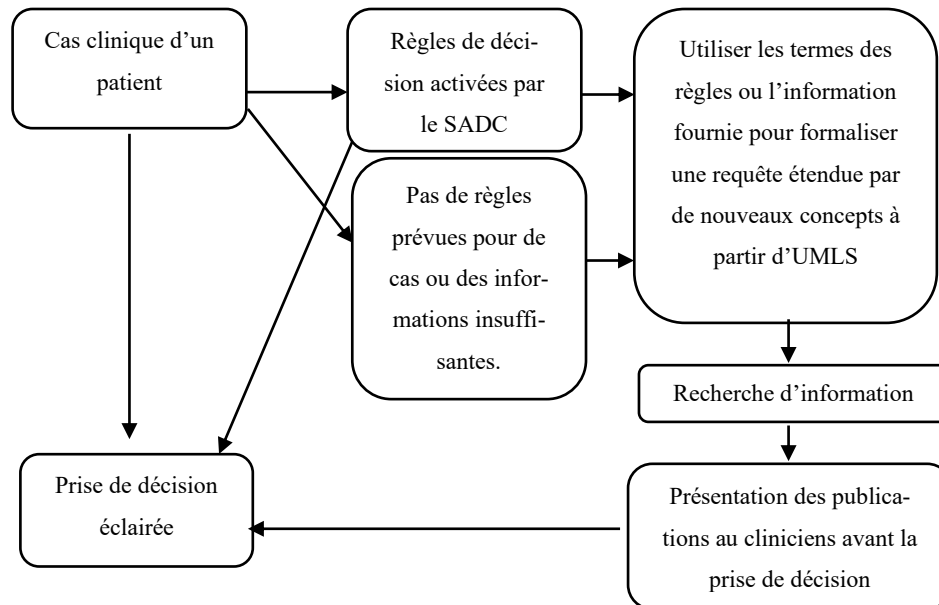 Cas clinique d’un
patient
Règles de déci-
sion activées par
le SADC
Utiliser les termes des
règles ou l’information
fournie pour formaliser
une requête étendue par
de nouveaux concepts à
partir d’UMLS
Pas de règles
prévues pour de
cas ou des infor-
mations insuffi-
santes.
Recherche d’information
Prise de décision
éclairée
Présentation des publica-
tions au cliniciens avant la
prise de décision